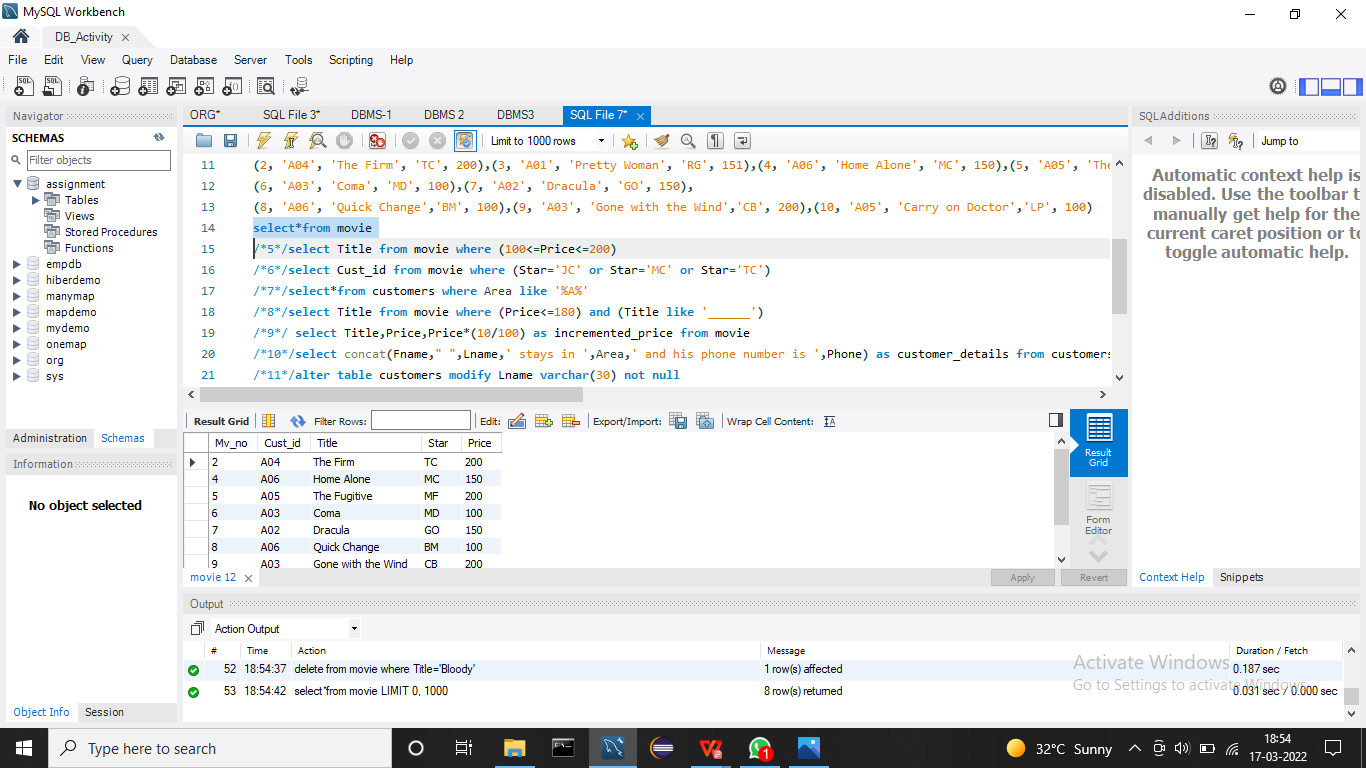 MySQL Workbench
DB_Activity
File Edit View Query Database Server Tools Scripting Help
Navigator
SCHEMAS
Filter objects
assignment
Tables
Views
Stored Procedures
Functions
empdb
hiberdemo
manymap
mapdemo
mydemo
onemap
org
sys
Administration Schemas
Information
No object selected
Object Info Session
ORG* SQL File 3* DBMS-1 DBMS 2 DBMS3 SQL File 7*
Limit to 1000 rows
11 (2, 'A04', 'The Firm', 'TC', 200),(3, 'A01', 'Pretty Woman', 'RG', 151),(4, 'A06', 'Home Alone', 'MC', 150),(5, 'A05', 'The
12 (6, 'A03', 'Coma', 'MD', 100),(7, 'A02', 'Dracula', 'GO', 150),
13 (8, 'A06', 'Quick Change','BM', 100),(9, 'A03', 'Gone with the Wind','CB', 200),(10, 'A05', 'Carry on Doctor','LP', 100)
14 select*from movie
15 /*5*/select Title from movie where (100<=Price<=200)
16 /*6*/select Cust_id from movie where (Star='JC' or Star='MC' or Star='TC')
17 /*7*/select*from customers where Area like '%A%'
18 /*8*/select Title from movie where (Price<=180) and (Title like '______')
19 /*9*/ select Title,Price,Price*(10/100) as incremented_price from movie
20 /*10*/select concat(Fname," ",Lname,' stays in ',Area,' and his phone number is ',Phone) as customer_details from customers
21 /*11*/alter table customers modify Lname varchar(30) not null
Result Grid Filter Rows: Edit: Export/Import: Wrap Cell Content:
Mv_no Cust_id Title Star Price
2 A04 The Firm TC 200
4 A06 Home Alone MC 150
5 A05 The Fugitive MF 200
6 A03 Coma MD 100
7 A02 Dracula GO 150
8 A06 Quick Change BM 100
9 A03 Gone with the Wind CB 200
Result Grid
Form Editor
movie 12
Apply Revert
SQLAdditions
Jump to
Automatic context help is
disabled. Use the toolbar t
manually get help for the
current caret position or to
toggle automatic help.
Context Help Snippets
Output
Action Output
# Time Action Message Duration / Fetch
52 18:54:37 delete from movie where Title='Bloody' 1 row(s) affected 0.187 sec
53 18:54:42 select*from movie LIMIT 0, 1000 8 row(s) returned 0.031 sec / 0.000 sec
Activate Windows
Go to Settings to activate Windows.
Type here to search
1
32°C Sunny
18:54
17-03-2022